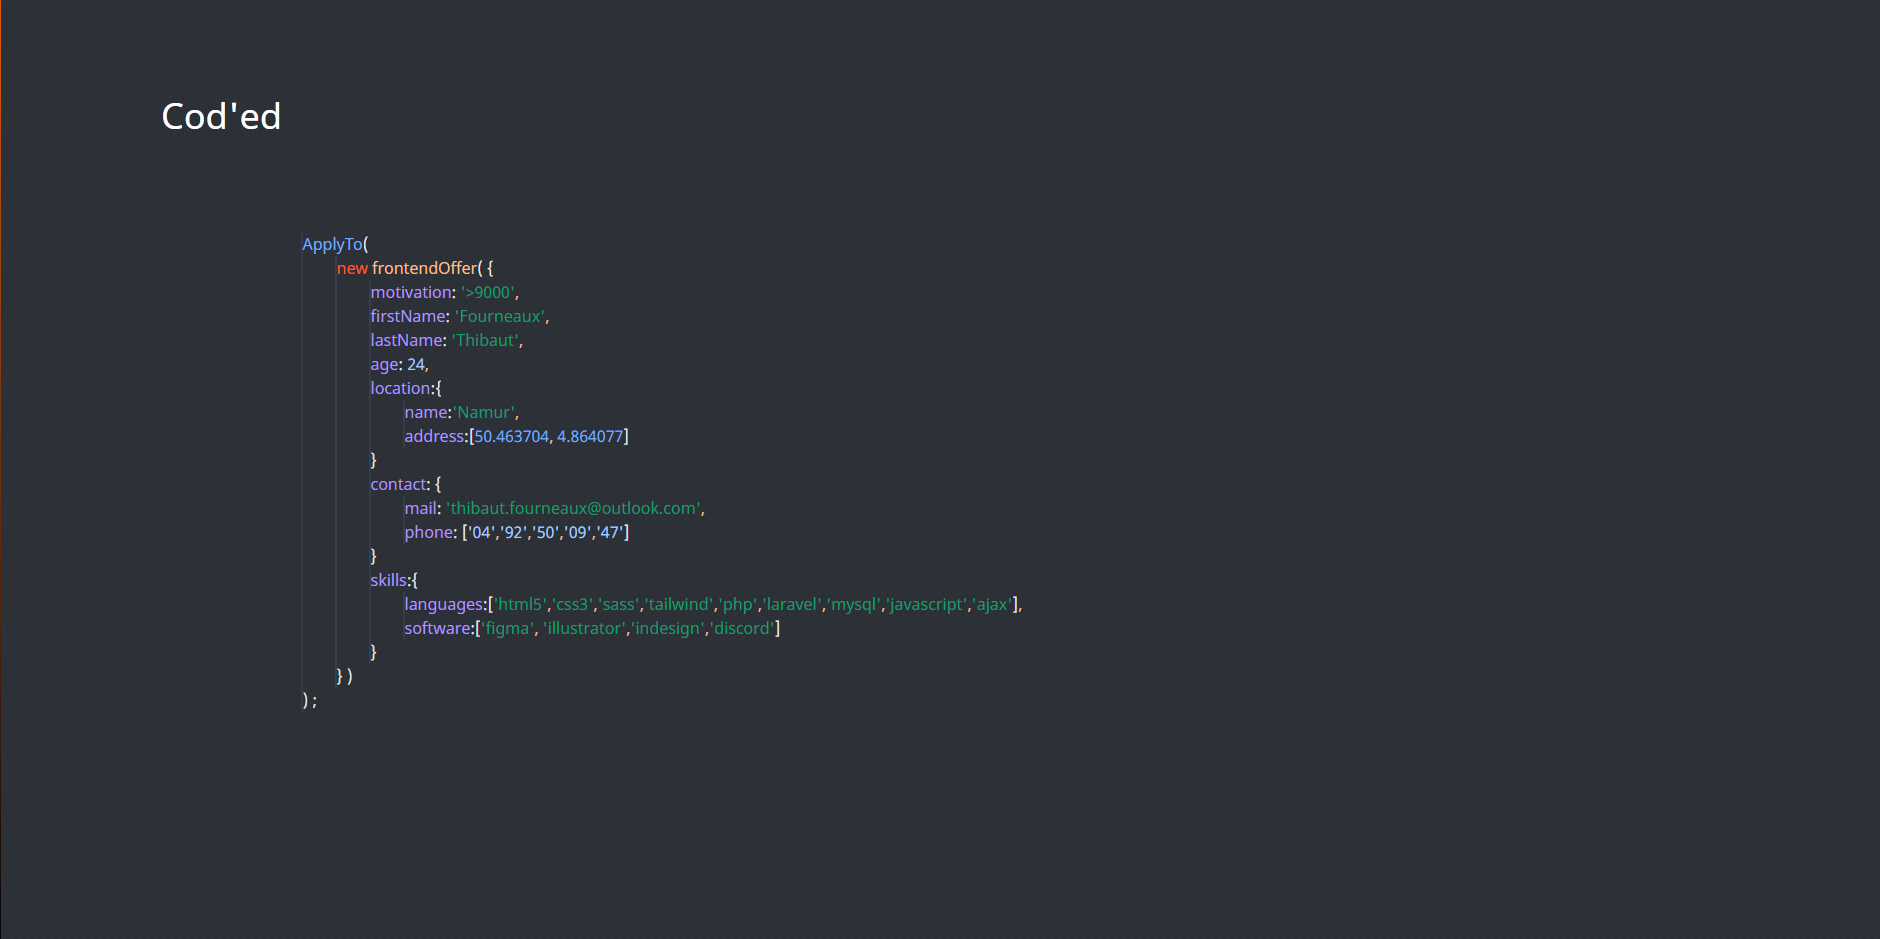 Cod'ed
ApplyTo(
new frontendOffer( {
motivation: '>9000',
firstName: 'Fourneaux',
lastName: 'Thibaut',
age: 24,
location:{
name:'Namur',
address:[50.463704, 4.864077]
}
contact: {
mail: 'thibaut.fourneaux@outlook.com',
phone: ['04','92','50','09','47']
}
skills:{
languages:['html5','css3','sass','tailwind','php','laravel','mysql','javascript','ajax'],
software:['figma', 'illustrator','indesign','discord']
}
} )
) ;